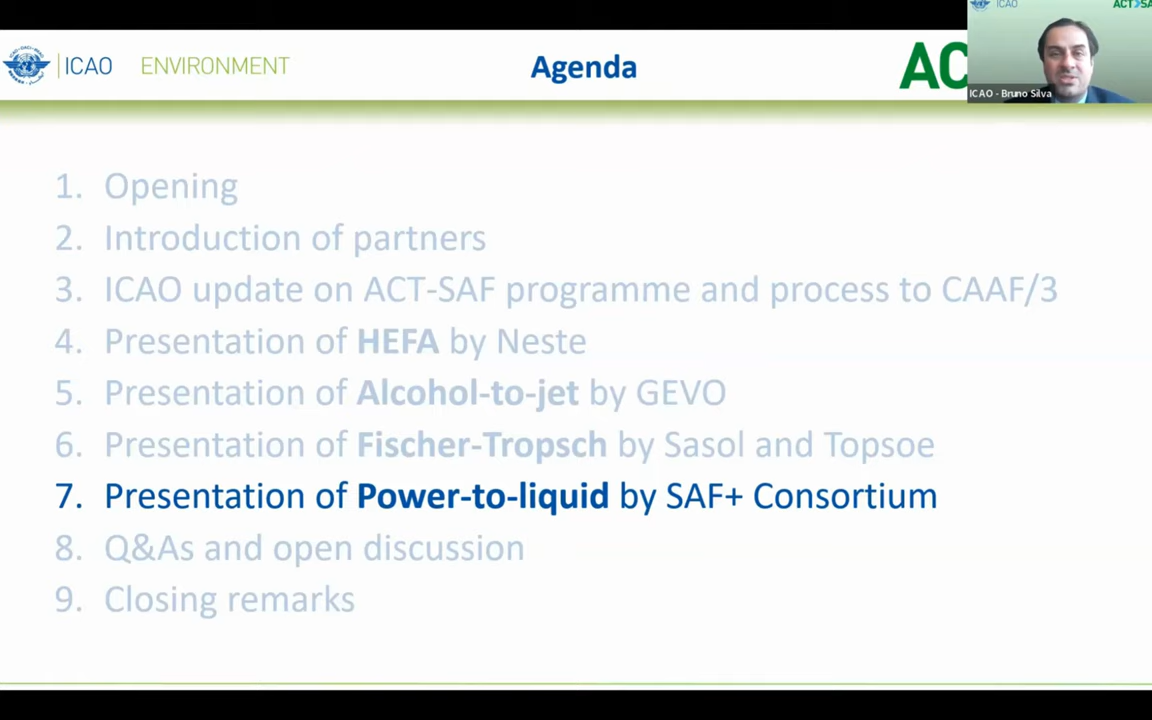 ICAO
ENVIRONMENT
Agenda
AC
ICAO
ACT
ICAO - Bruno Silva
1. Opening
2. Introduction of partners
3. ICAO update on ACT-SAF programme and process to CAAF/3
4. Presentation of HEFA by Neste
5. Presentation of Alcohol-to-jet by GEVO
6. Presentation of Fischer-Tropsch by Sasol and Topsoe
7. Presentation of Power-to-liquid by SAF+ Consortium
8. Q&As and open discussion
9. Closing remarks